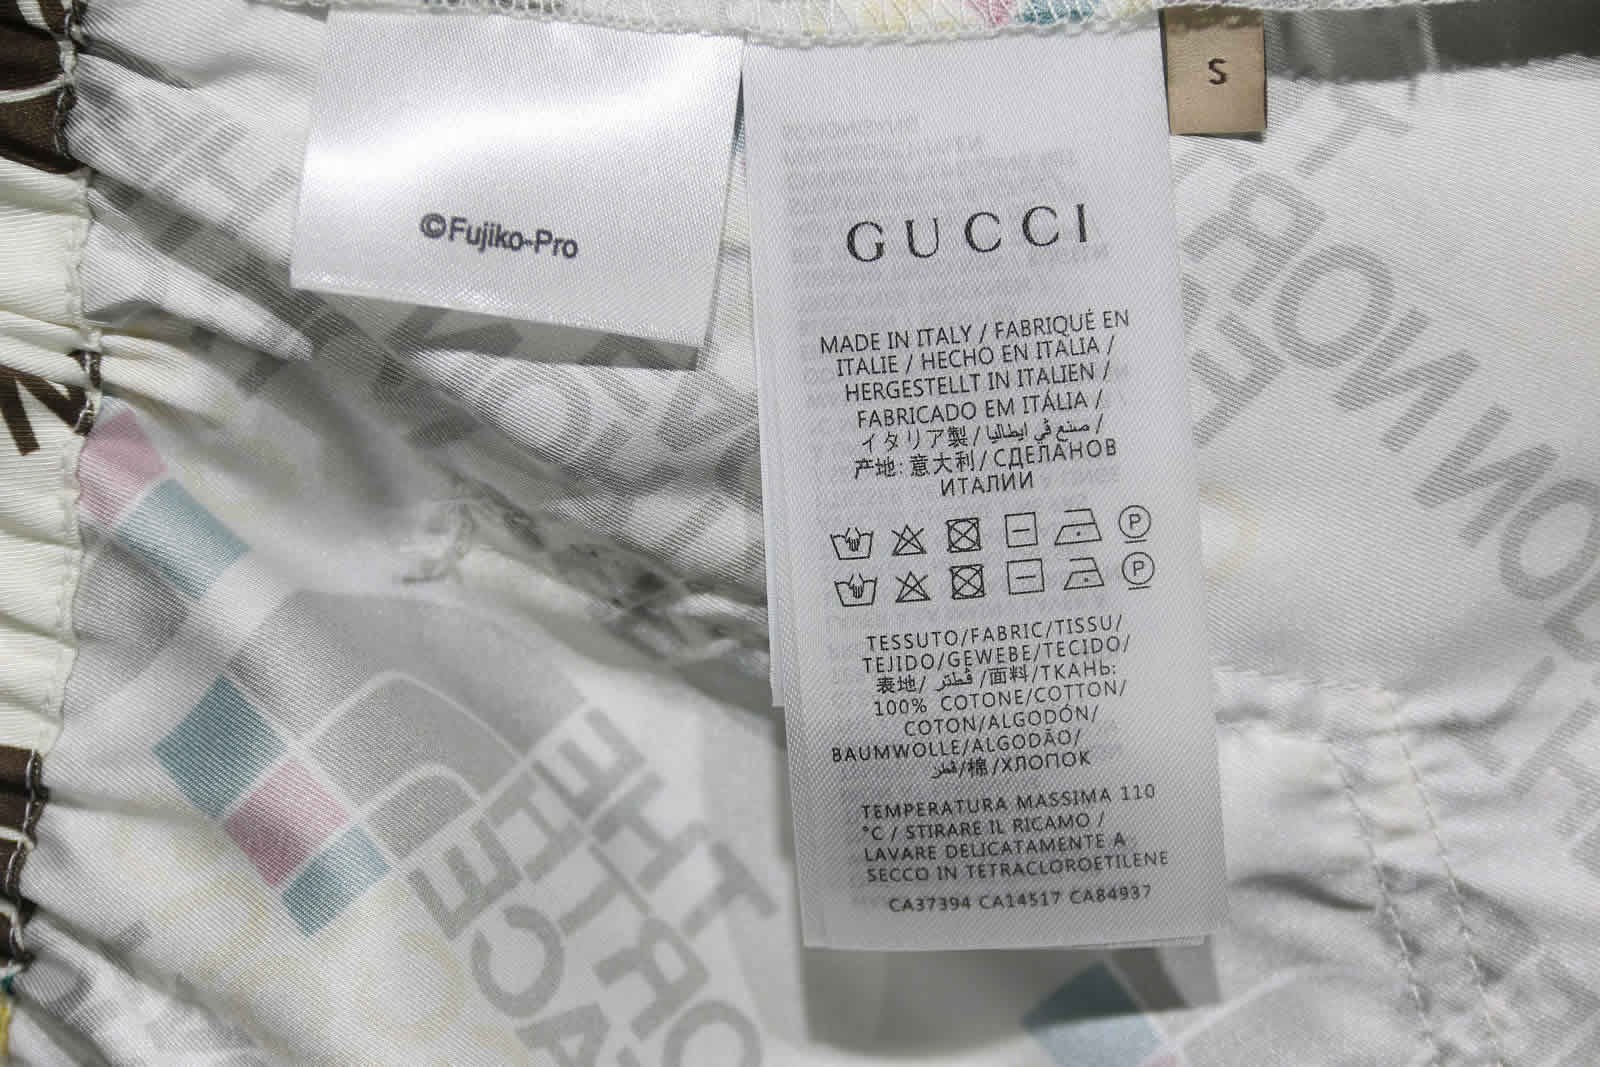 ©Fujiko-Pro
S
GUCCI
MADE IN ITALY / FABRIQUÉ EN
ITALIE / HECHO EN ITALIA /
HERGESTELLT IN ITALIEN /
FABRICADO EM ITÁLIA /
イタリア製 / صنع في ايطاليا /
产地: 意大利 / СДЕЛАНОВ
ИТАЛИИ
P
P
TESSUTO/FABRIC/TISSU/
TEJIDO/GEWEBE/TECIDO/
表地/ قطتر /面料/ТКАНЬ:
100% COTONE/COTTON/
COTON/ALGODÓN/
BAUMWOLLE/ALGODÃO/
قطر/棉/ХЛОПОК
TEMPERATURA MASSIMA 110
°C / STIRARE IL RICAMO /
LAVARE DELICATAMENTE A
SECCO IN TETRACLOROETILENE
CA37394 CA14517 CA84937